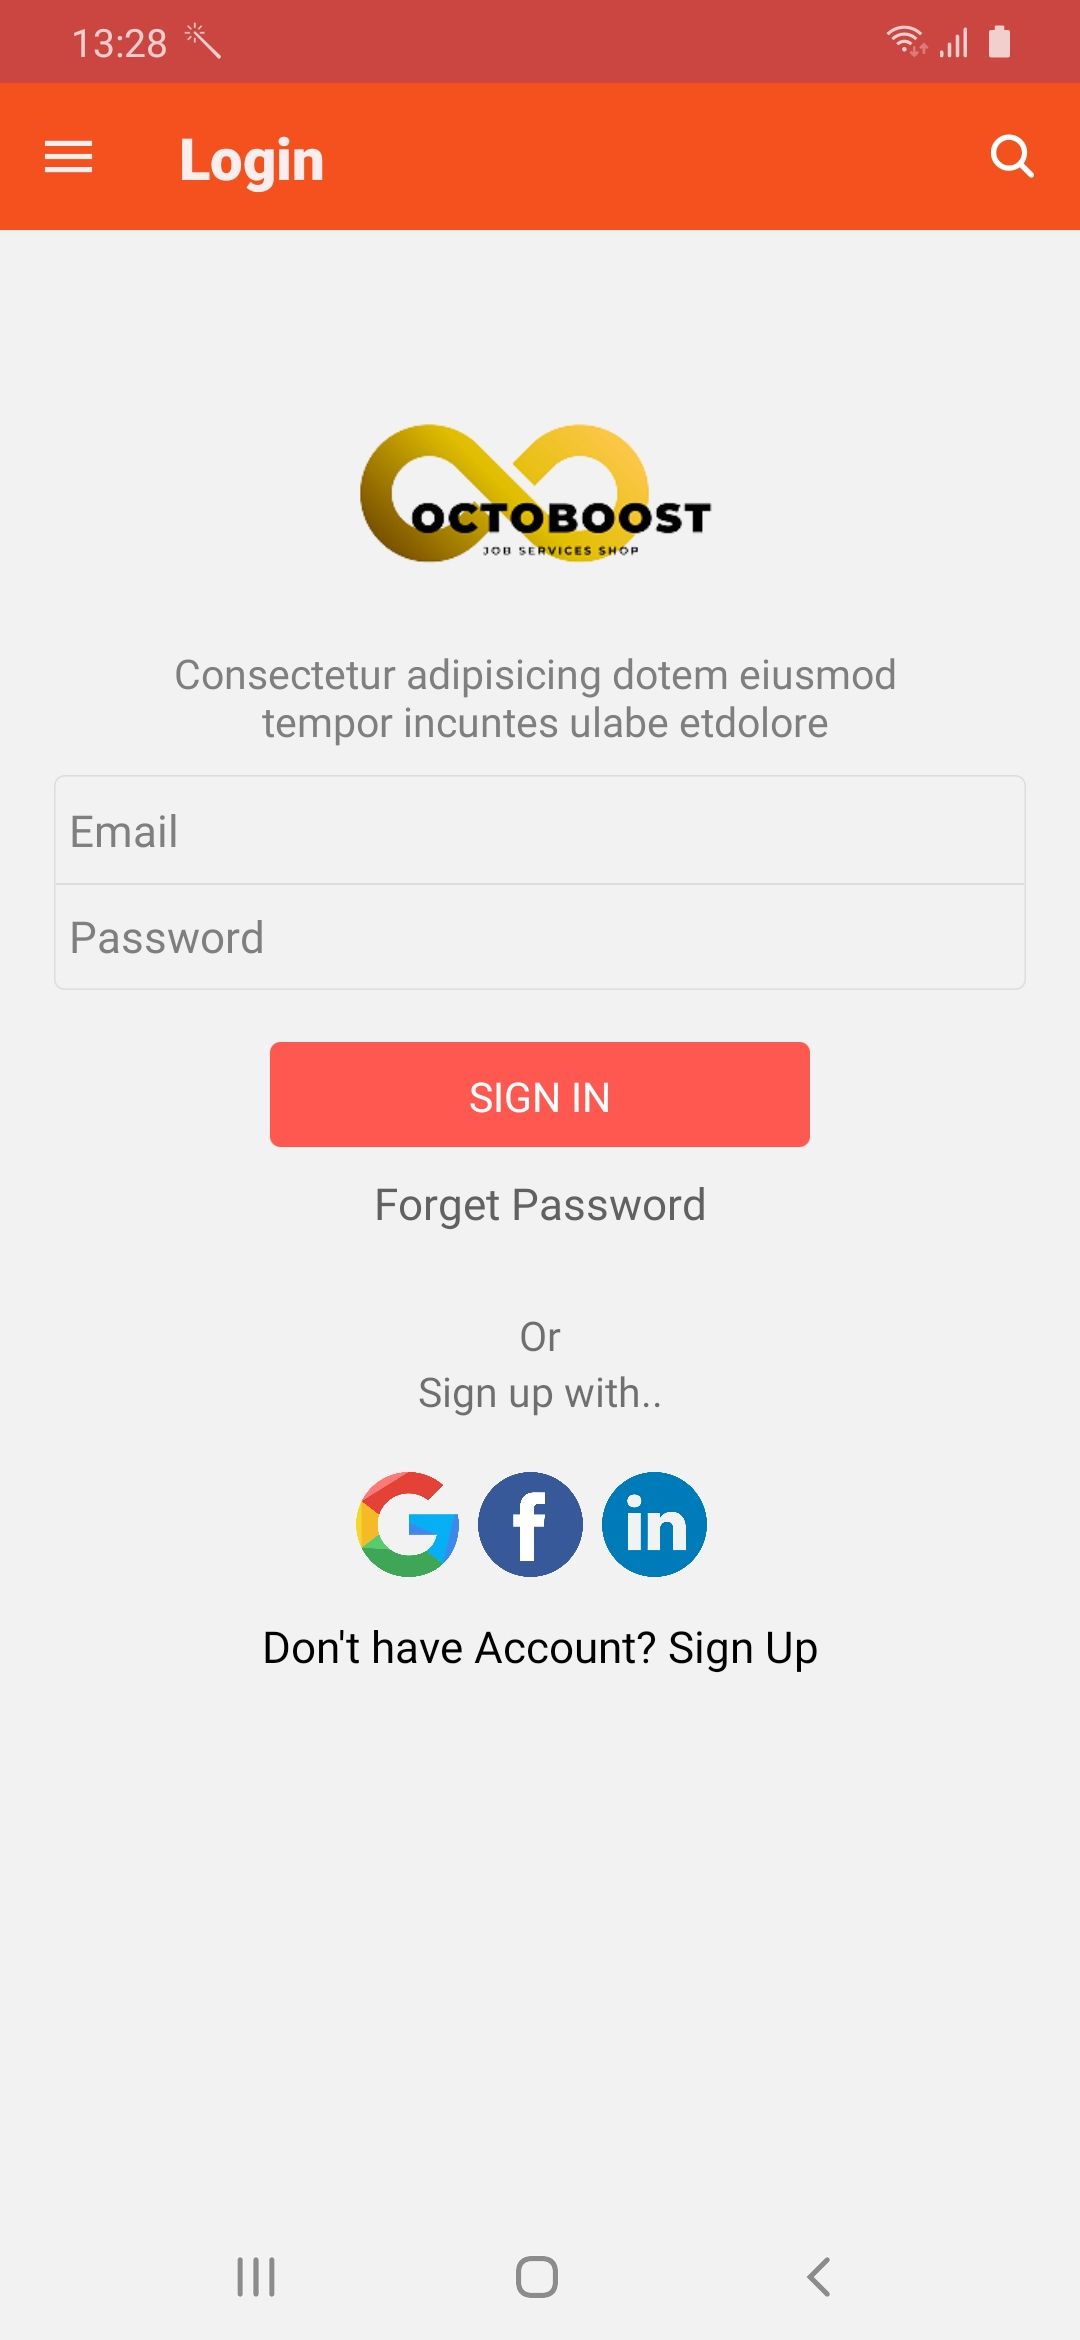 13:28
Login
OCTOBOOST
JOB SERVICES SHOP
Consectetur adipisicing dotem eiusmod
tempor incuntes ulabe etdolore
Email
Password
SIGN IN
Forget Password
Or
Sign up with..
G f in
Don't have Account? Sign Up